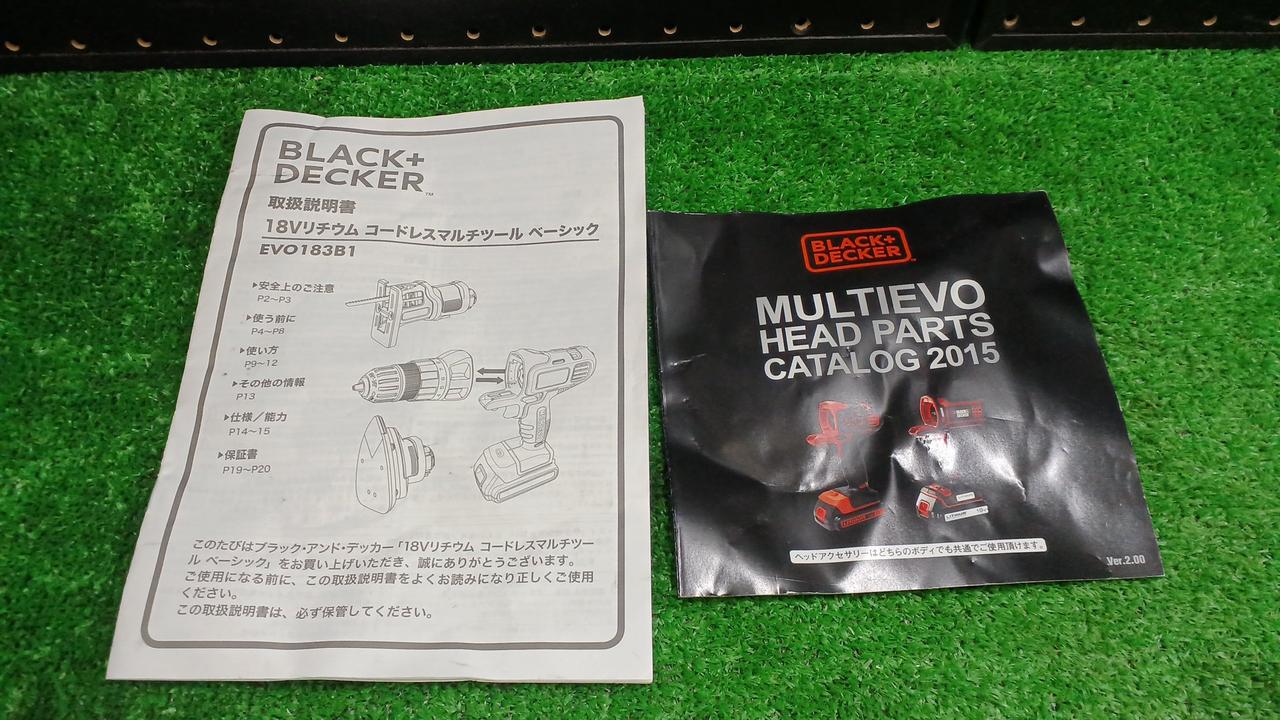 BLACK+
DECKER™
取扱説明書
18Vリチウム コードレスマルチツール ベーシック
EVO183B1
▶安全上のご注意
P2〜P3
▶使う前に
P4〜P8
▶使い方
P9〜12
▶その他の情報
P13
▶仕様／能力
P14〜15
▶保証書
P19〜P20
このたびはブラック・アンド・デッカー「18Vリチウム コードレスマルチツー
ル ベーシック」をお買い上げいただき、誠にありがとうございます。
ご使用になる前に、この取扱説明書をよくお読みになり正しくご使用
ください。
この取扱説明書は、必ず保管してください。
BLACK+
DECKER™
MULTIEVO
HEAD PARTS
CATALOG 2015
BLACK+
DECKER
LITHIUM
LITHIUM
ヘッドアクセサリーはどちらのボディでも共通でご使用頂けます。
Ver.2.00